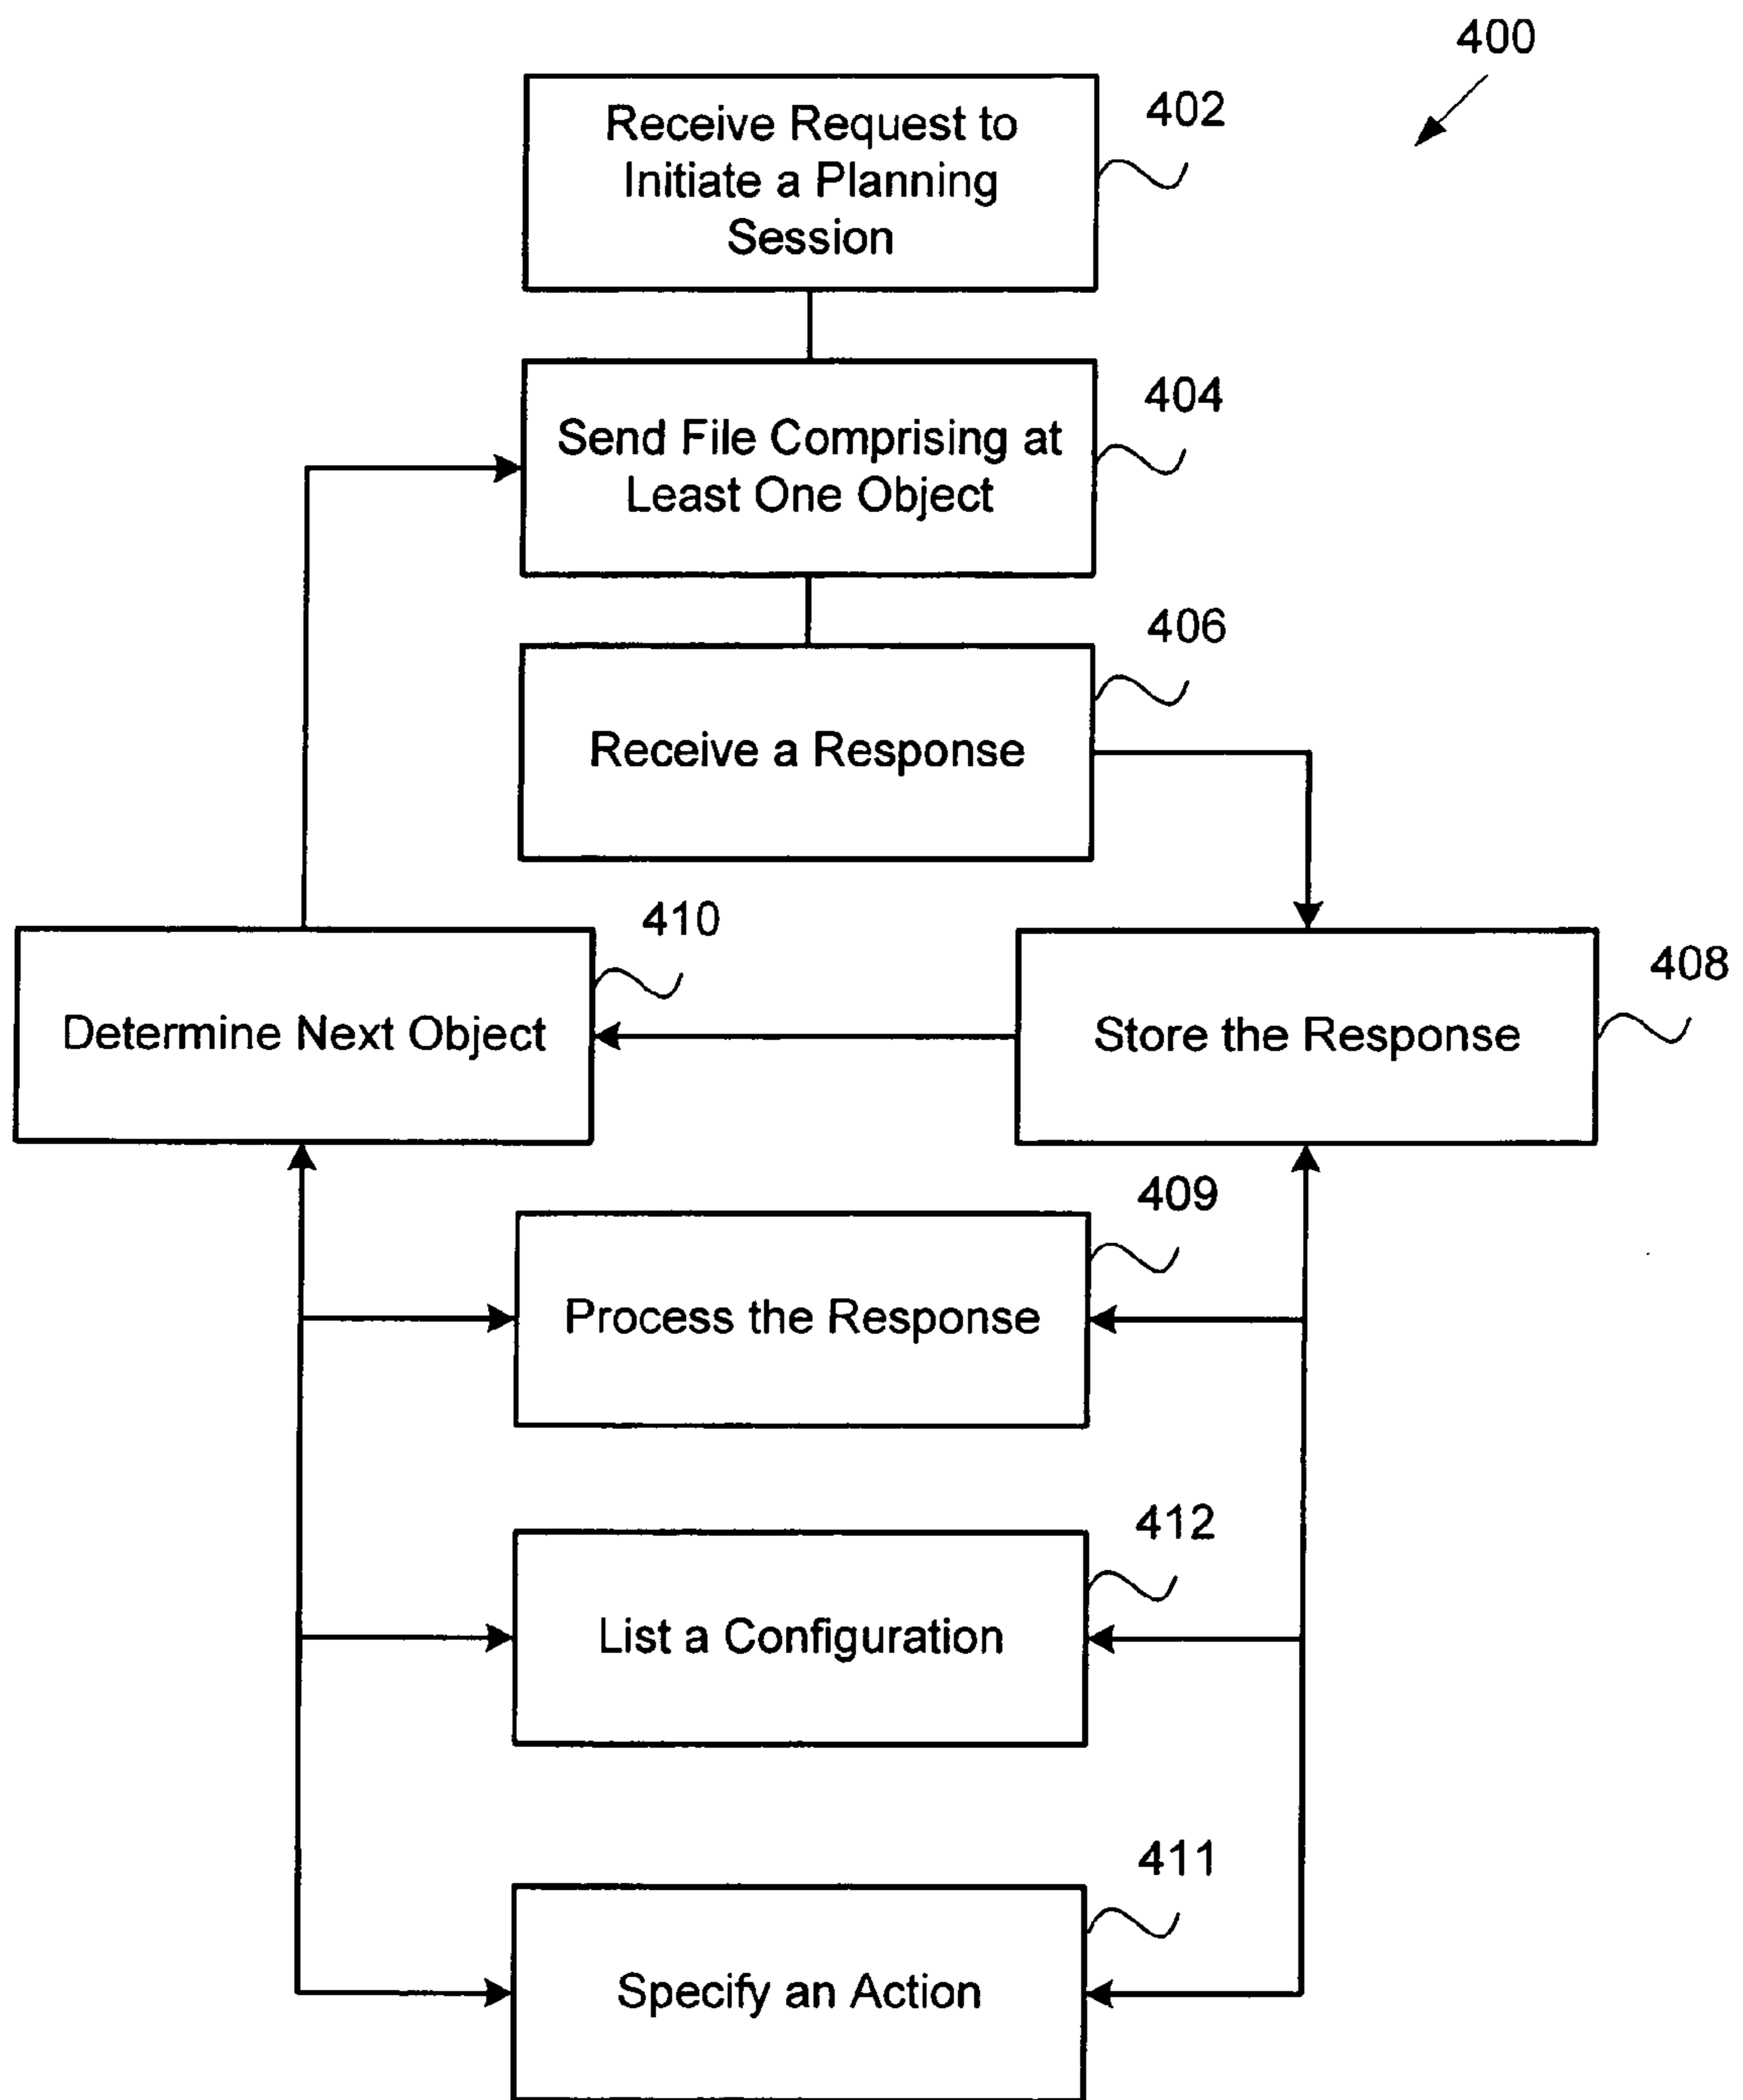 400
Receive Request to
Initiate a Planning
Session
402
Send File Comprising at
Least One Object
404
Receive a Response
406
Determine Next Object
410
Store the Response
408
Process the Response
409
List a Configuration
412
Specify an Action
411